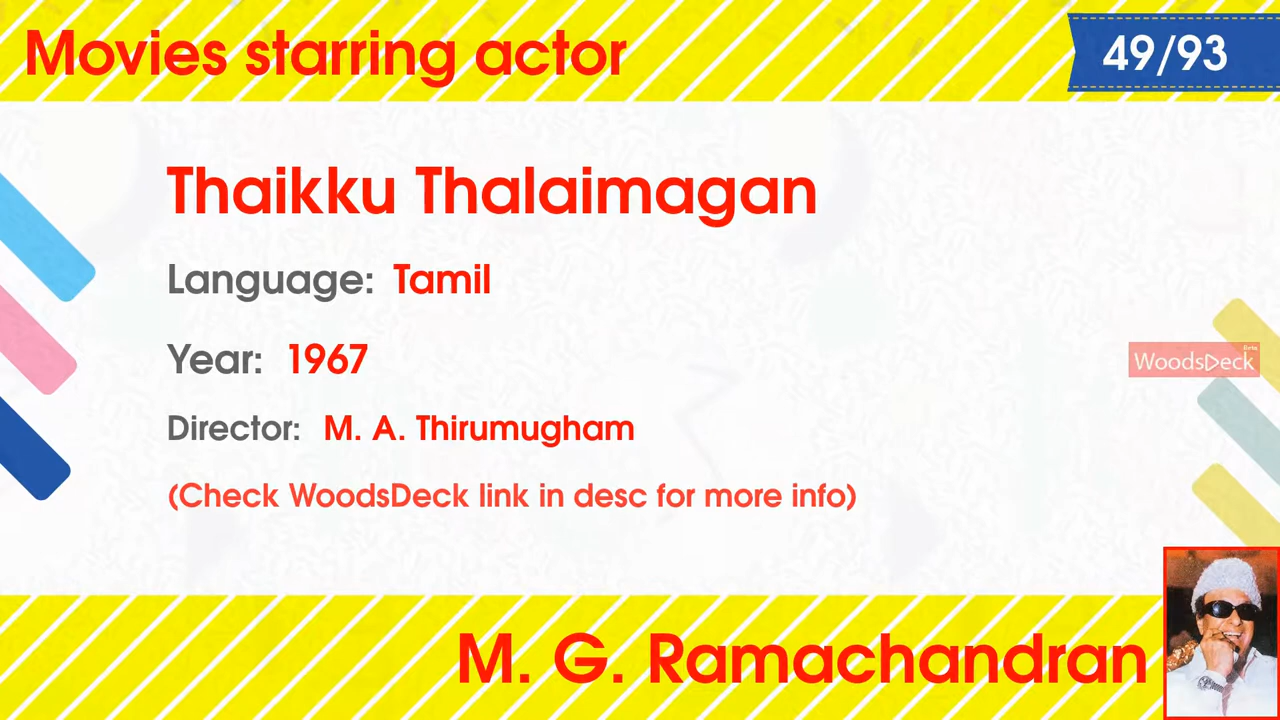 Movies starring actor
49/93
Thaikku Thalaimagan
Language: Tamil
Year: 1967
WoodsDeck
Beta
Director: M. A. Thirumugham
(Check WoodsDeck link in desc for more info)
M. G. Ramachandran